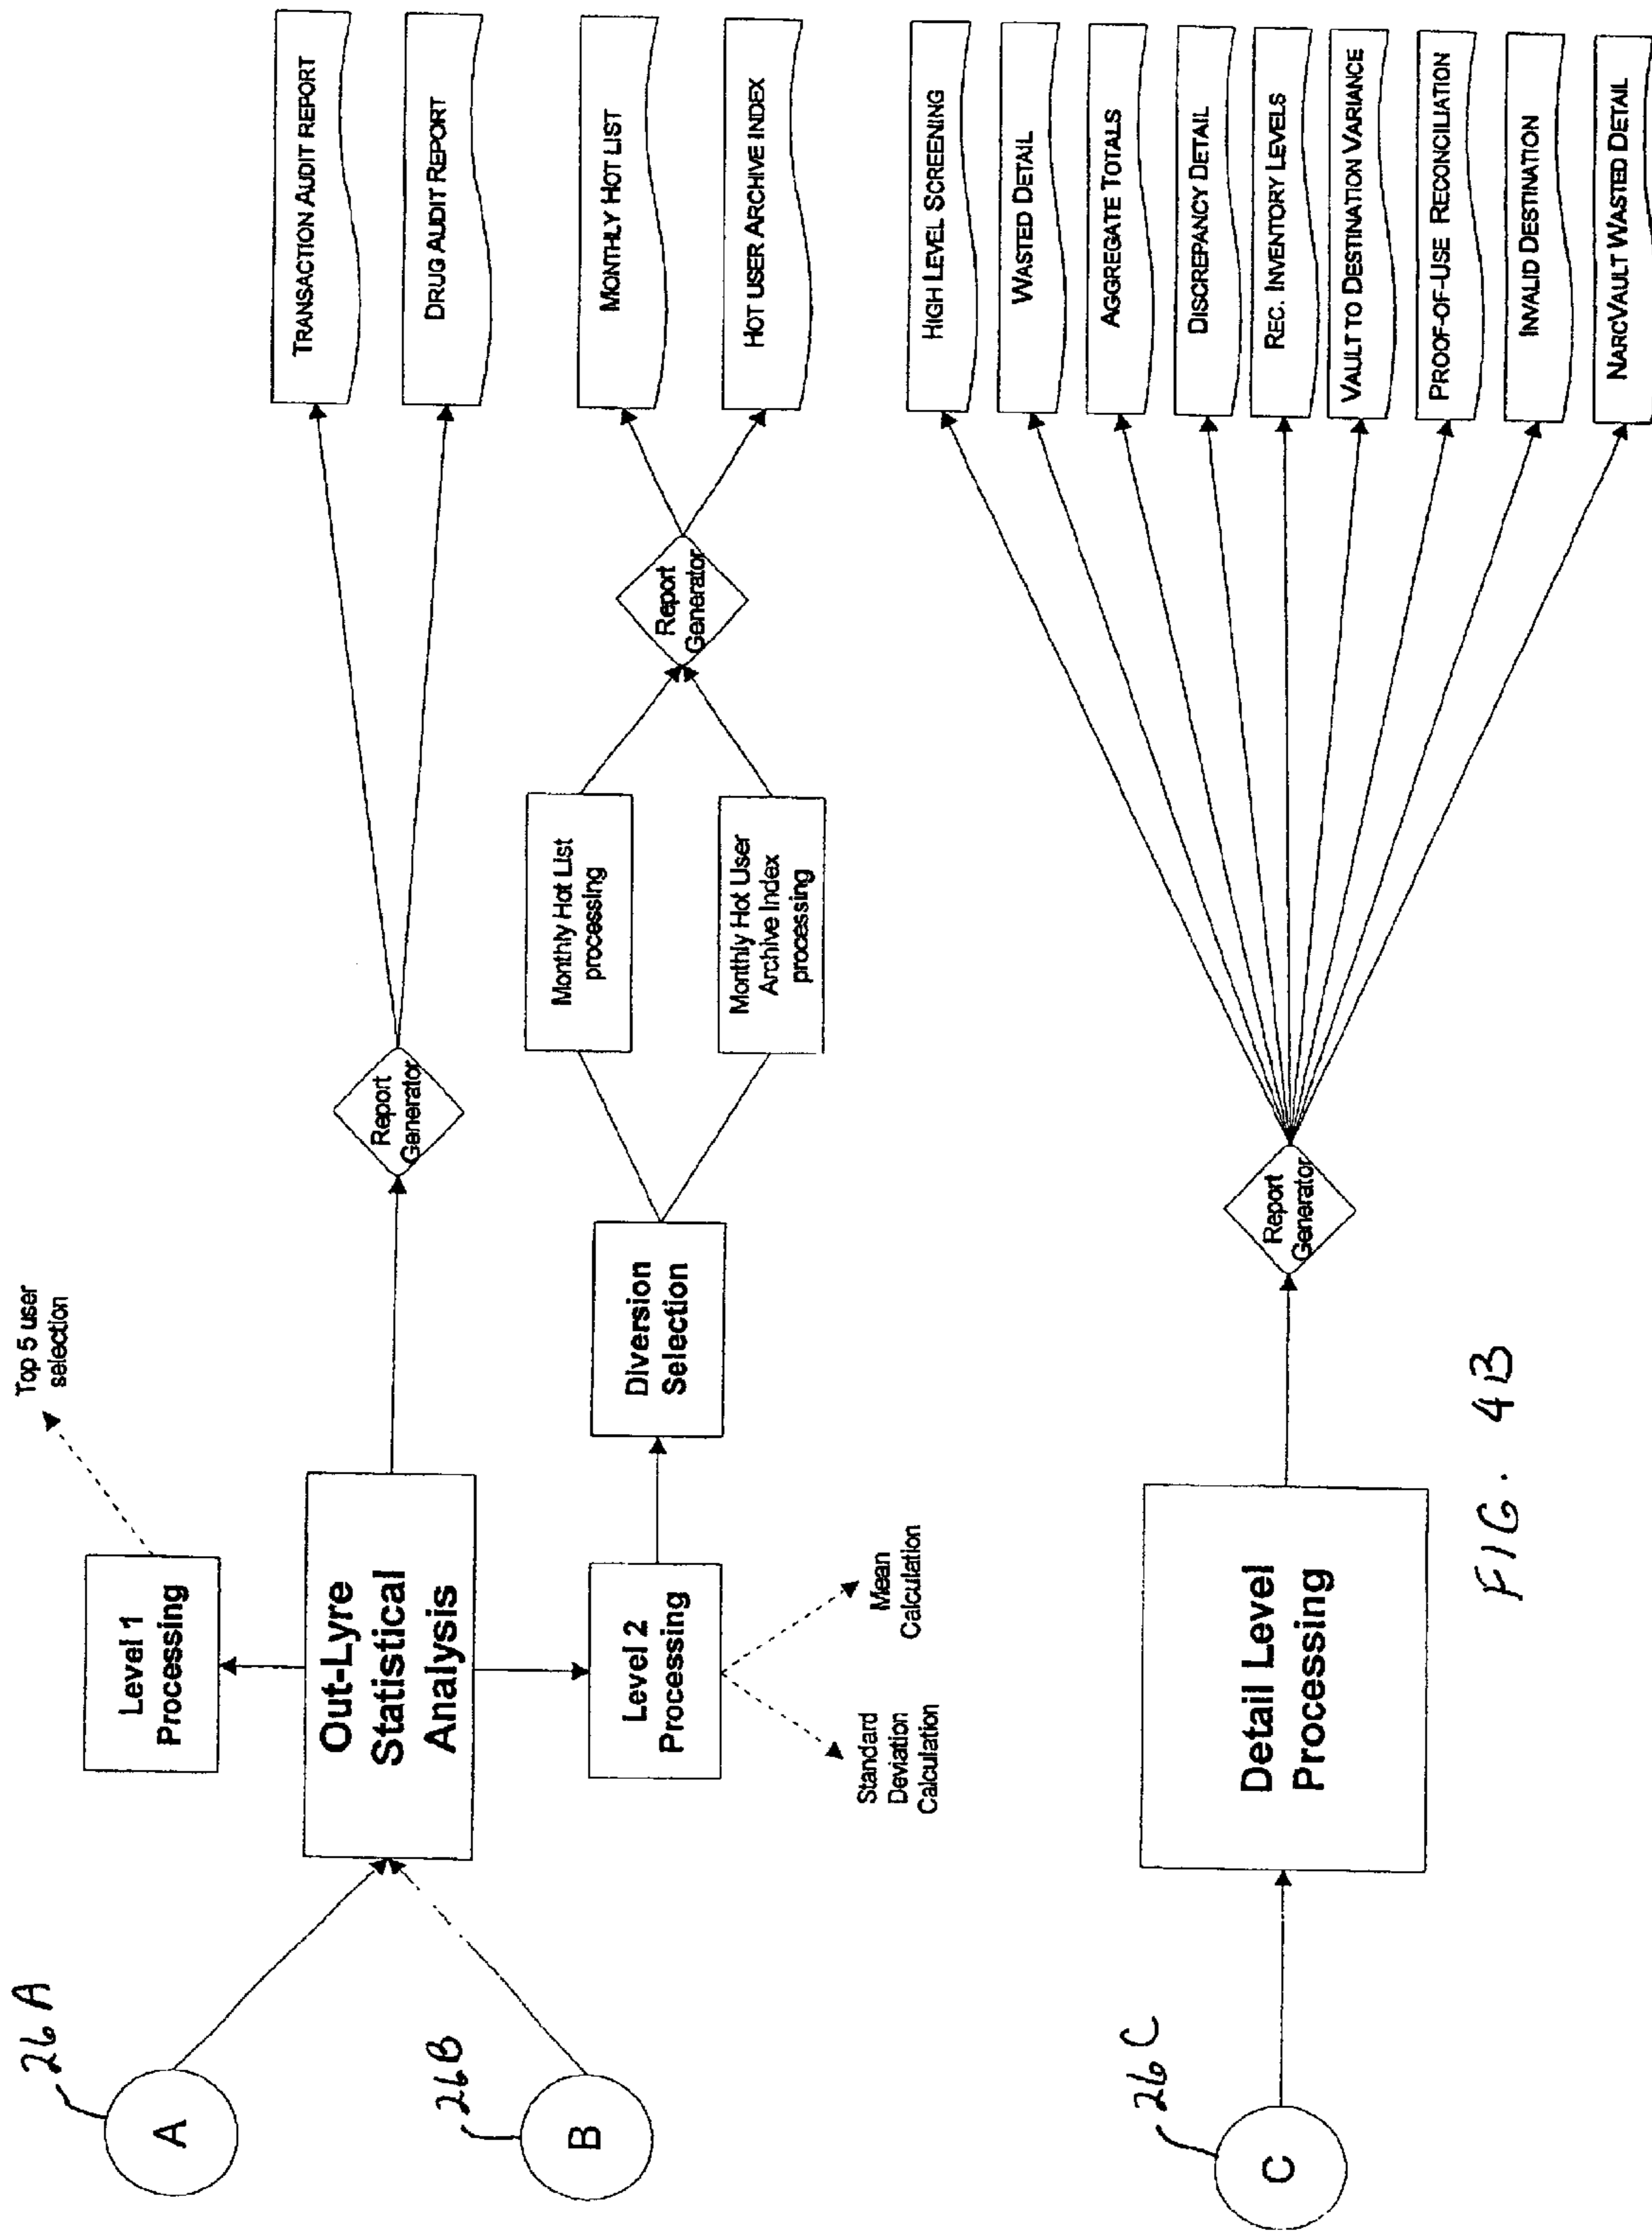 26A
A
26B
B
Level 1
Processing
Top 5 user
selection
Out-Lyre
Statistical
Analysis
Report
Generator
TRANSACTION AUDIT REPORT
DRUG AUDIT REPORT
Level 2
Processing
Standard
Deviation
Calculation
Mean
Calculation
Diversion
Selection
Monthly Hot List
processing
Monthly Hot User
Archive Index
processing
Report
Generator
MONTHLY HOT LIST
HOT USER ARCHIVE INDEX
26C
C
Detail Level
Processing
Report
Generator
HIGH LEVEL SCREENING
WASTED DETAIL
AGGREGATE TOTALS
DISCREPANCY DETAIL
REC. INVENTORY LEVELS
VAULT TO DESTINATION VARIANCE
PROOF-OF-USE RECONCILIATION
INVALID DESTINATION
NARCVAULT WASTED DETAIL
FIG. 4B